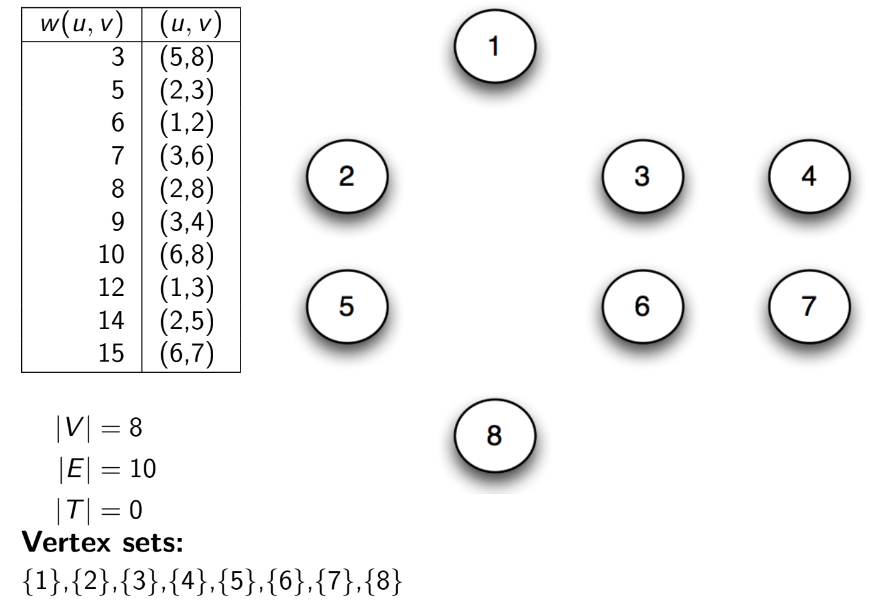 w(u, v) (u, v)
3 (5,8)
5 (2,3)
6 (1,2)
7 (3,6)
8 (2,8)
9 (3,4)
10 (6,8)
12 (1,3)
14 (2,5)
15 (6,7)
1
2 3 4
5 6 7
8
|V| = 8
|E| = 10
|T| = 0
Vertex sets:
{1},{2},{3},{4},{5},{6},{7},{8}